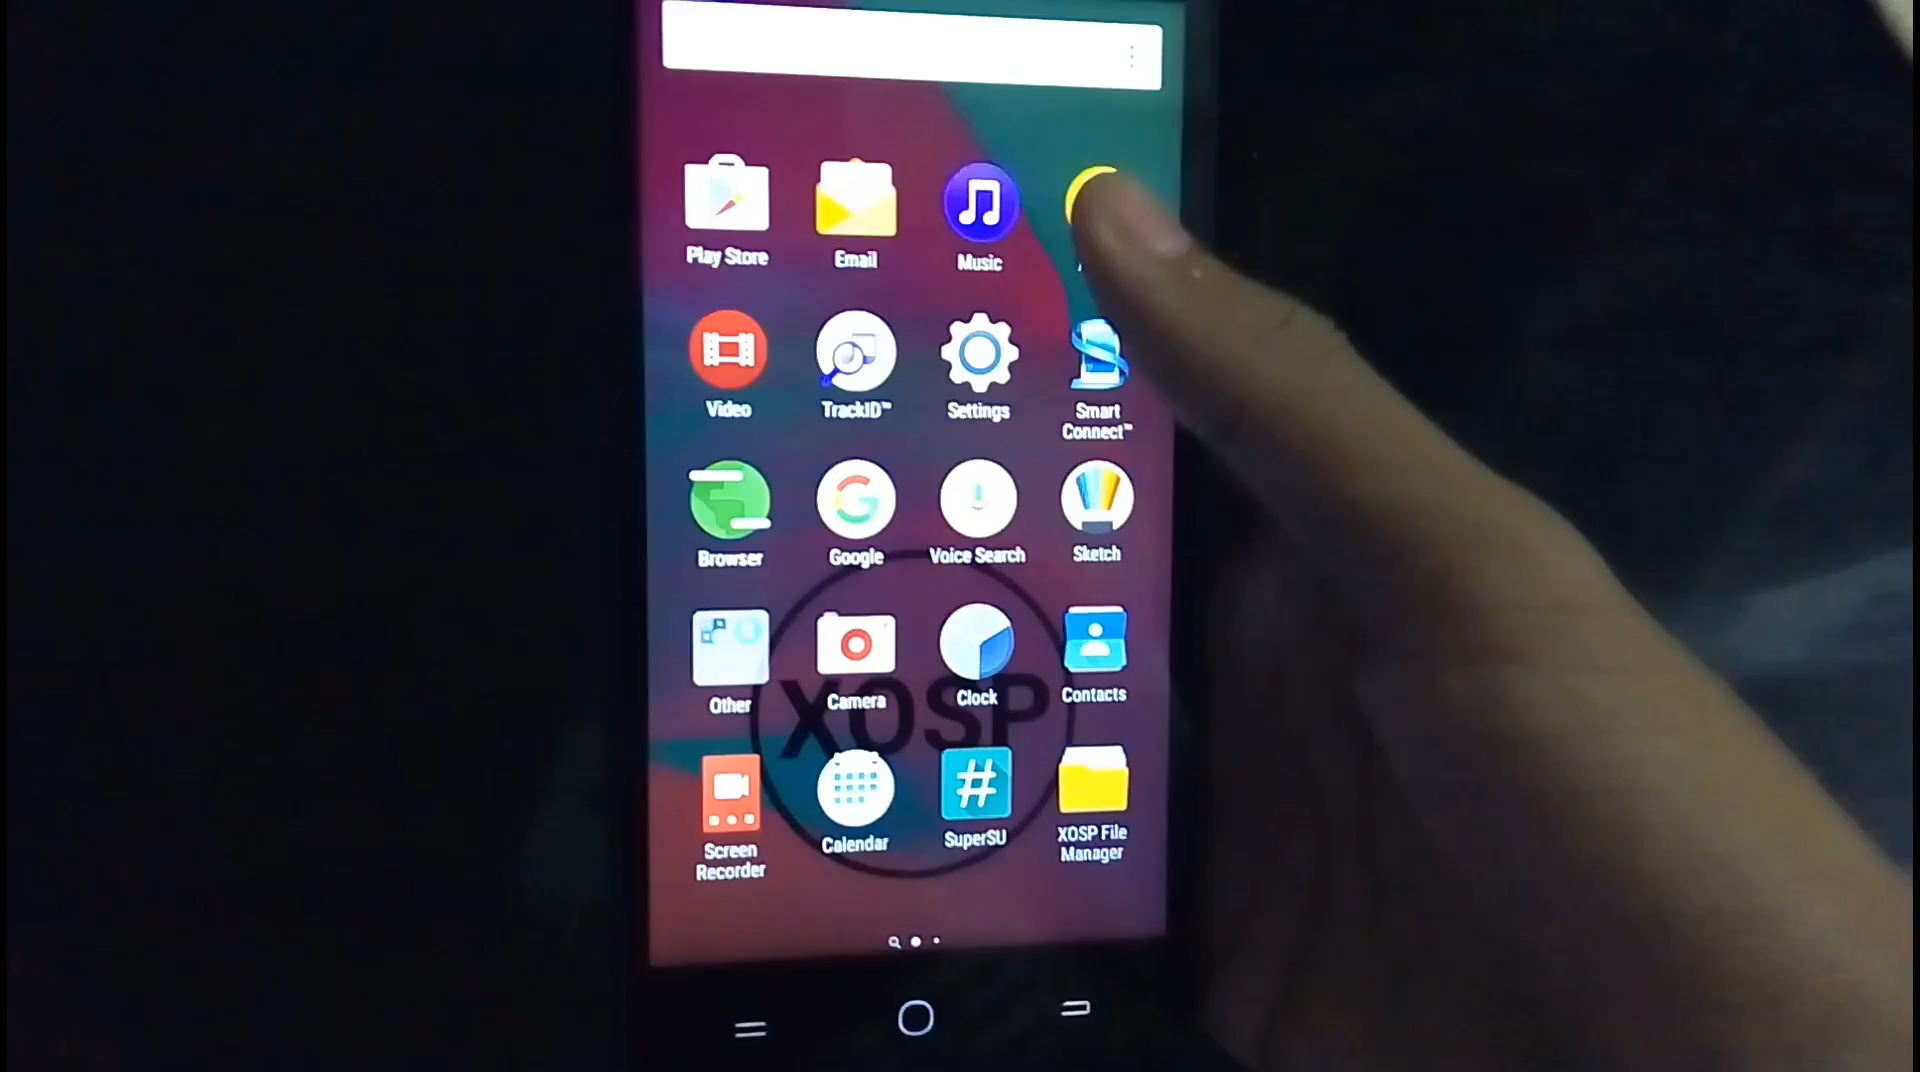 Play Store
Email
Music
Video
TrackID™
Settings
Smart
Connect™
Browser
Google
Voice Search
Sketch
Other
Camera
Clock
Contacts
XOSP
Screen
Recorder
Calendar
SuperSU
XOSP File
Manager